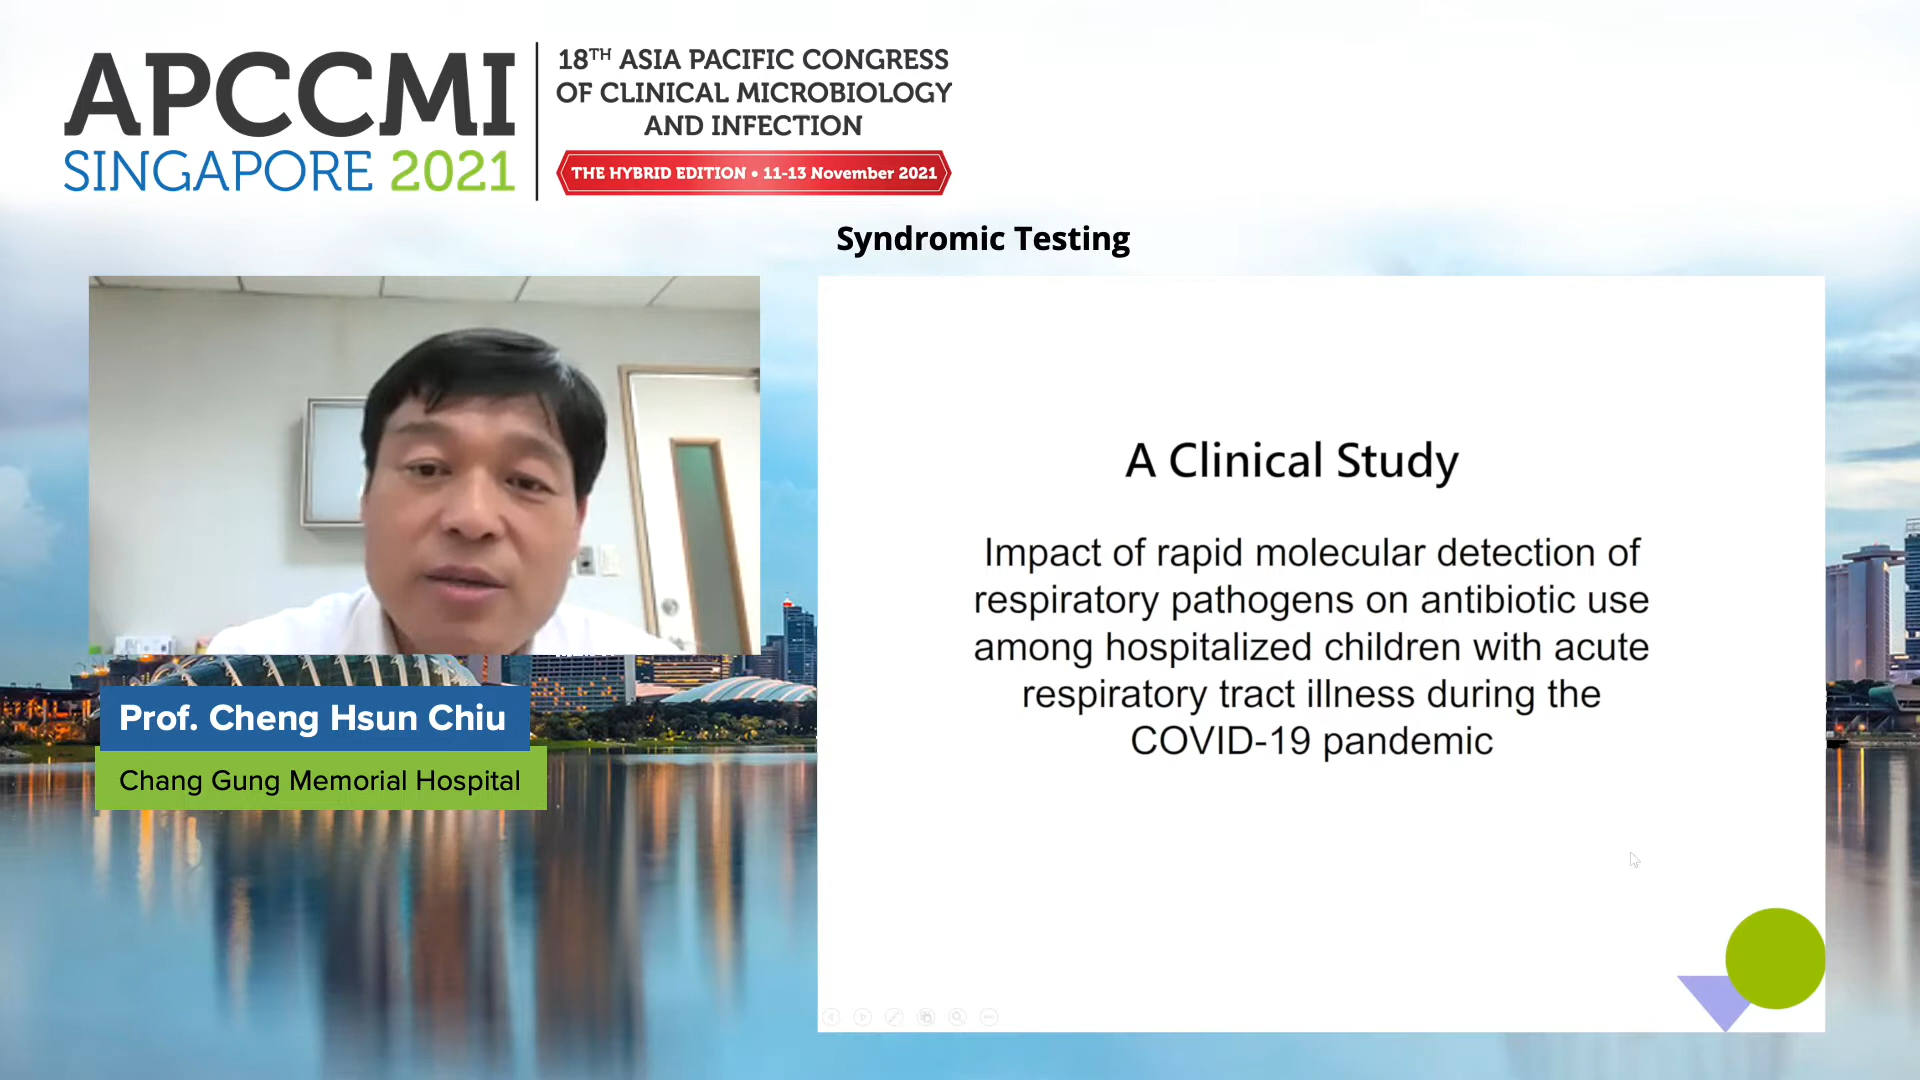 APCCMI
SINGAPORE 2021
18TH ASIA PACIFIC CONGRESS
OF CLINICAL MICROBIOLOGY
AND INFECTION
THE HYBRID EDITION • 11-13 November 2021
Syndromic Testing
Prof. Cheng Hsun Chiu
Chang Gung Memorial Hospital
A Clinical Study
Impact of rapid molecular detection of
respiratory pathogens on antibiotic use
among hospitalized children with acute
respiratory tract illness during the
COVID-19 pandemic